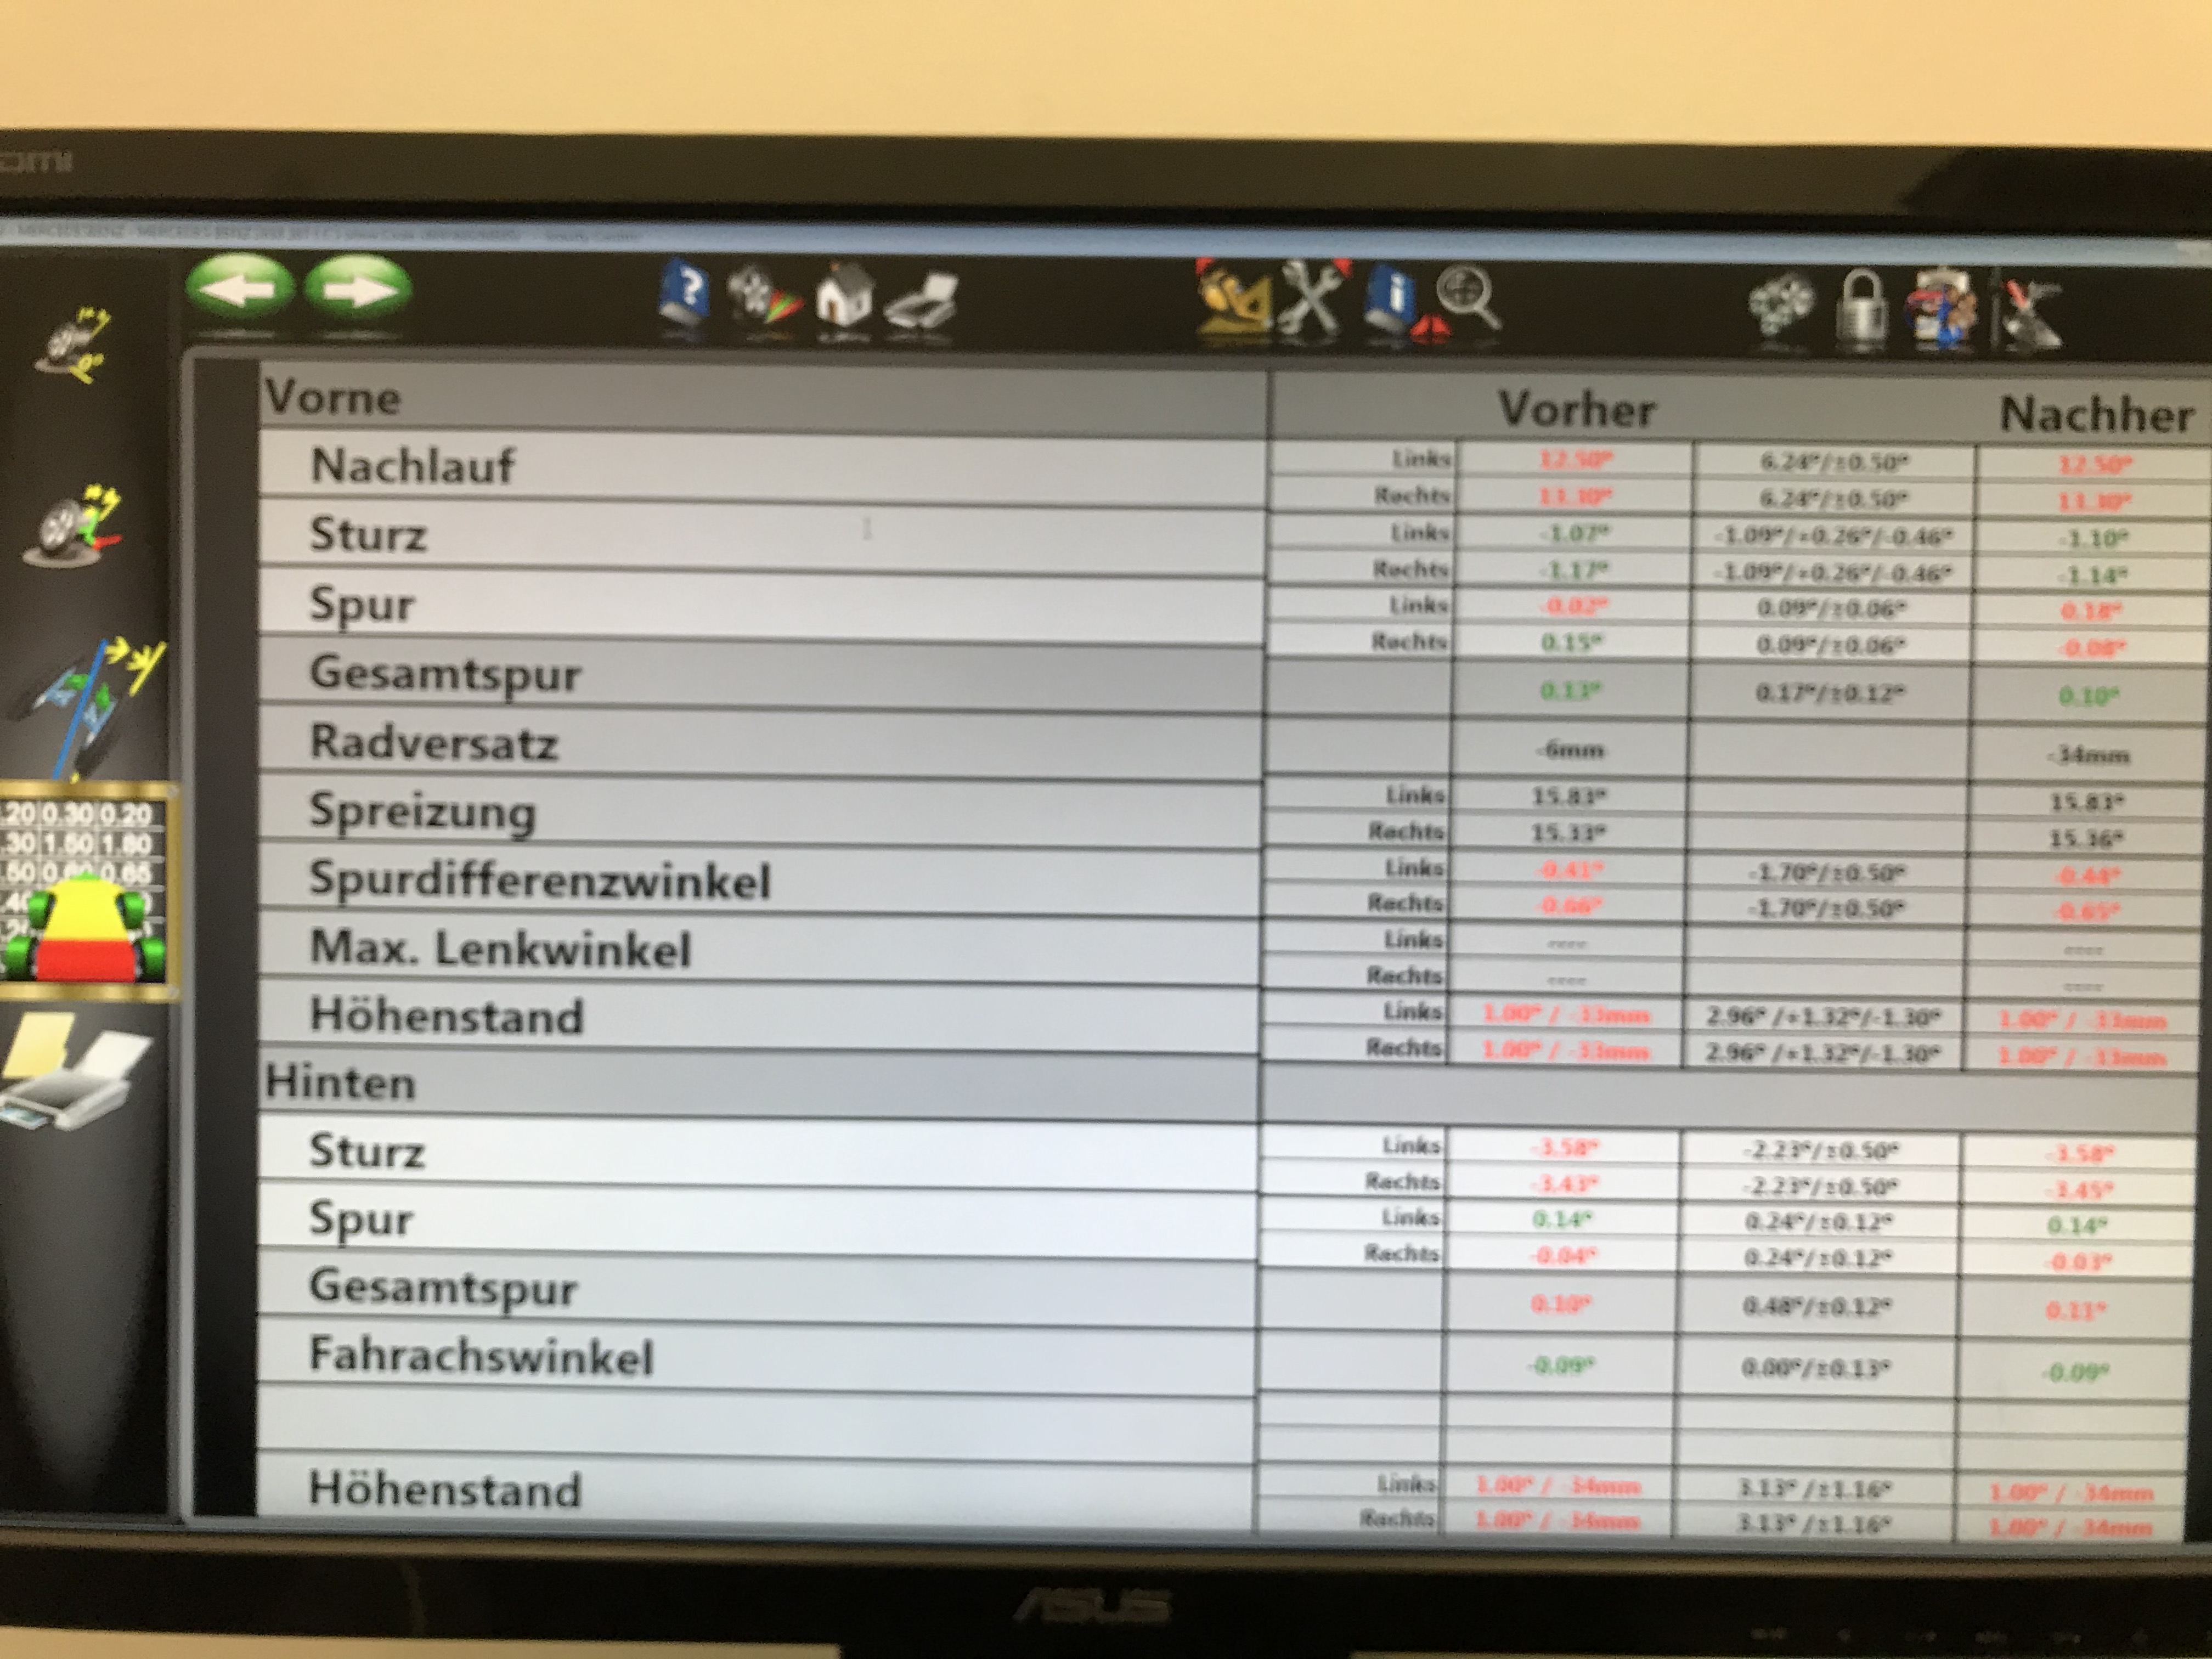 Vorne Vorher Nachher
Nachlauf Links 12.50° 6.24°/±0.50° 12.50°
Rechts 11.10° 6.24°/±0.50° 11.10°
Sturz Links -1.07° -1.09°/+0.26°/-0.46° -1.10°
Rechts -1.17° -1.09°/+0.26°/-0.46° -1.14°
Spur Links -0.02° 0.09°/±0.06° 0.18°
Rechts 0.15° 0.09°/±0.06° -0.08°
Gesamtspur 0.13° 0.17°/±0.12° 0.10°
Radversatz -6mm -34mm
Spreizung Links 15.83° 15.83°
Rechts 15.33° 15.36°
Spurdifferenzwinkel Links -0.41° -1.70°/±0.50° -0.44°
Rechts -0.66° -1.70°/±0.50° -0.65°
Max. Lenkwinkel Links ---- ----
Rechts ---- ----
Höhenstand Links 1.00° / -33mm 2.96° /+1.32°/-1.30° 1.00° / -33mm
Rechts 1.00° / -33mm 2.96° /+1.32°/-1.30° 1.00° / -33mm
Hinten
Sturz Links -3.58° -2.23°/±0.50° -3.58°
Rechts -3.43° -2.23°/±0.50° -3.45°
Spur Links 0.14° 0.24°/±0.12° 0.14°
Rechts -0.04° 0.24°/±0.12° -0.03°
Gesamtspur 0.10° 0.48°/±0.12° 0.11°
Fahrachswinkel -0.09° 0.00°/±0.13° -0.09°
Höhenstand Links 1.00° / -34mm 3.13° /±1.16° 1.00° / -34mm
Rechts 1.00° / -34mm 3.13° /±1.16° 1.00° / -34mm
.20 0.30 0.20
.30 1.50 1.80
ASUS